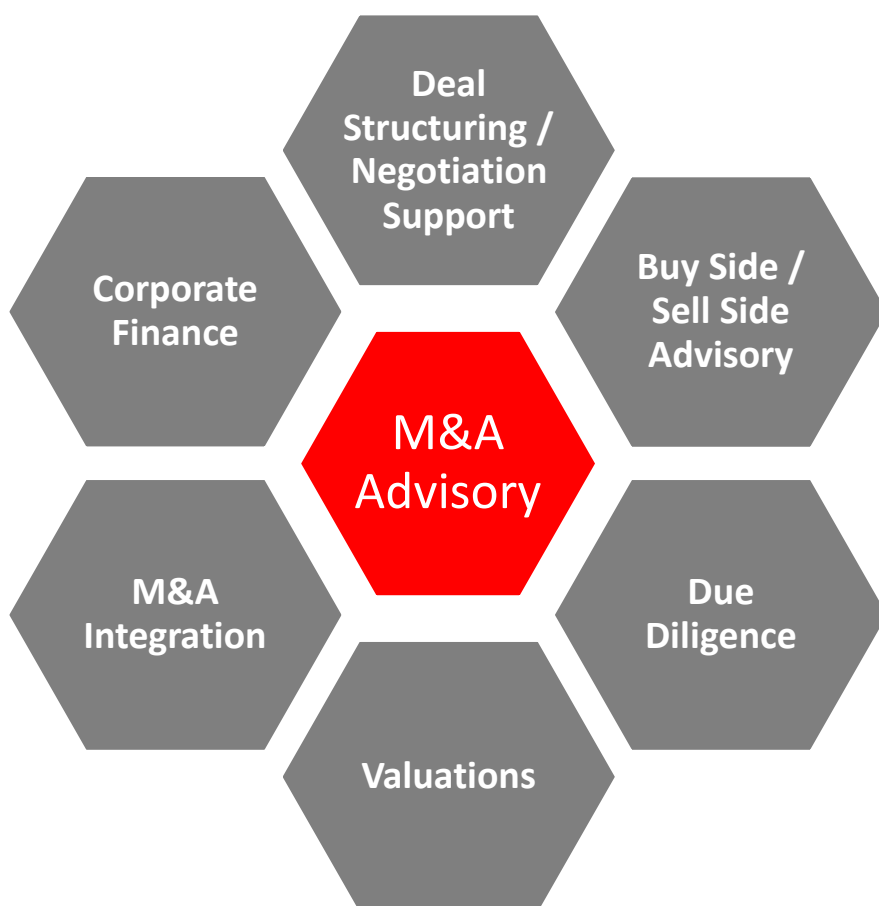 Deal
Structuring /
Negotiation
Support
Buy Side /
Sell Side
Advisory
Corporate
Finance
M&A
Advisory
M&A
Integration
Due
Diligence
Valuations